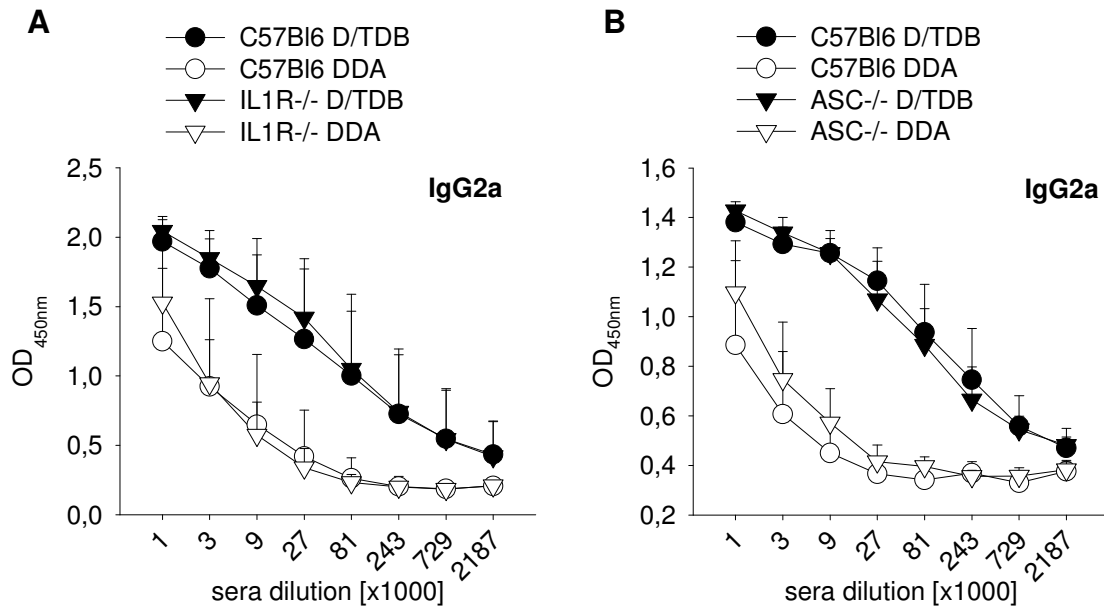 A
C57Bl6 D/TDB
C57Bl6 DDA
IL1R-/- D/TDB
IL1R-/- DDA
IgG2a
2,5
2,0
1,5
1,0
0,5
0,0
OD450nm
1 3 9 27 81 243 729 2187
sera dilution [x1000]
B
C57Bl6 D/TDB
C57Bl6 DDA
ASC-/- D/TDB
ASC-/- DDA
IgG2a
1,6
1,4
1,2
1,0
0,8
0,6
0,4
0,2
OD450nm
1 3 9 27 81 243 729 2187
sera dilution [x1000]